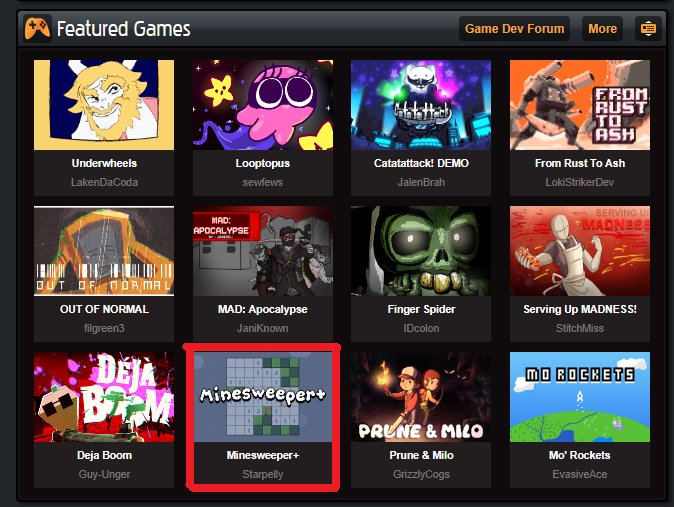 Featured Games
Game Dev Forum
More
Underwheels
LakenDaCoda
Looptopus
sewfews
Catatattack
Catatattack! DEMO
JalenBrah
FROM
RUST
TO
ASH
From Rust To Ash
LokiStrikerDev
OUT OF NORMAL
OUT OF NORMAL
filgreen3
MAD:
APOCALYPSE
MAD: Apocalypse
JaniKnown
Finger Spider
IDcolon
SERVING UP
MADNESS
Serving Up MADNESS!
StitchMiss
DÉJÀ
BOOM
Deja Boom
Guy-Unger
Minesweeper+
Minesweeper+
Starpelly
PRUNE & MILO
Prune & Milo
GrizzlyCogs
MO ROCKETS
Mo' Rockets
EvasiveAce